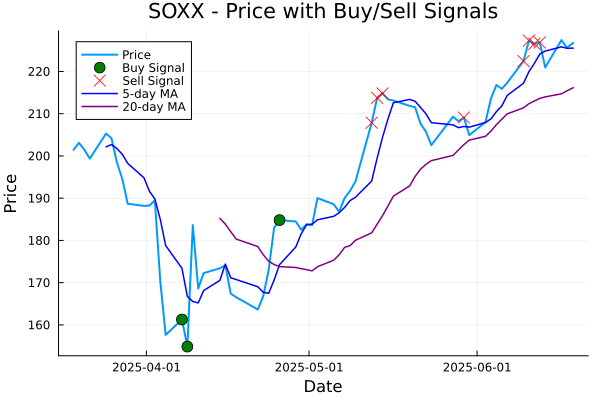 SOXX - Price with Buy/Sell Signals
Price
Buy Signal
Sell Signal
5-day MA
20-day MA
220
210
200
190
180
170
160
Price
2025-04-01
2025-05-01
2025-06-01
Date